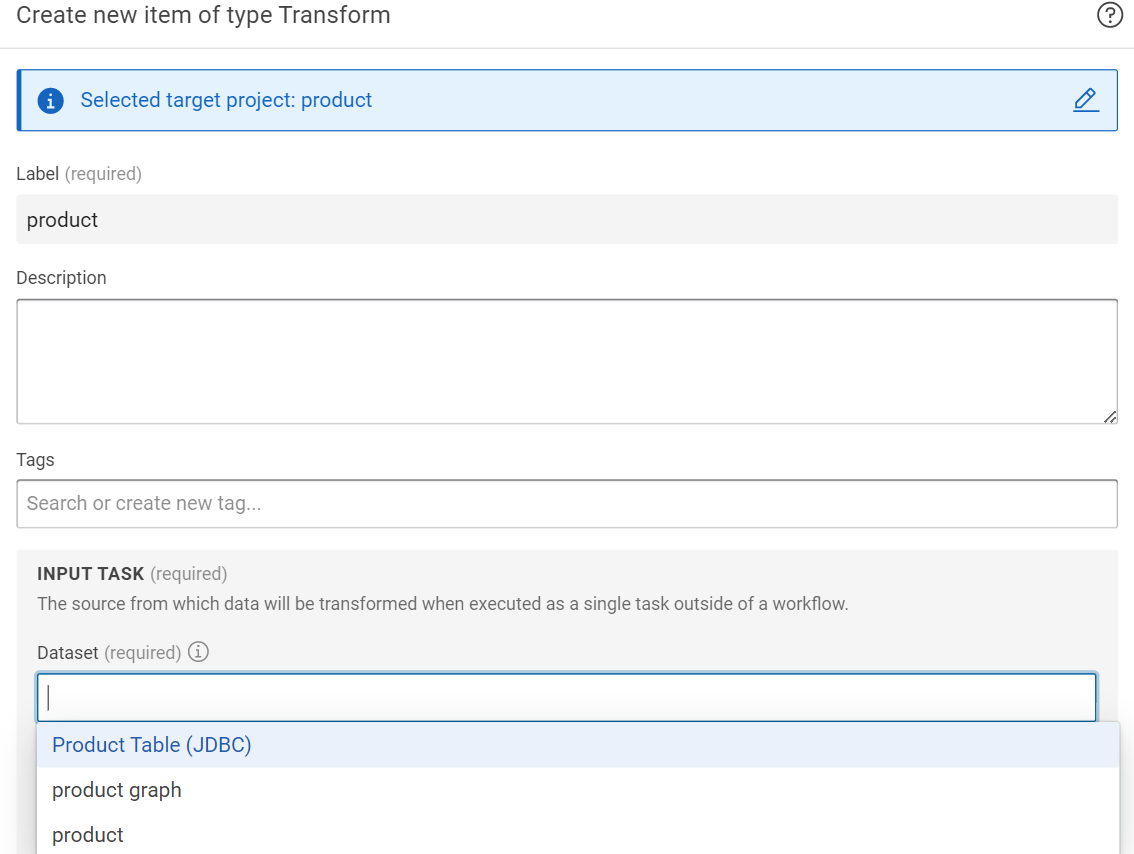 Create new item of type Transform
Selected target project: product
Label (required)
product
Description
Tags
Search or create new tag...
INPUT TASK (required)
The source from which data will be transformed when executed as a single task outside of a workflow.
Dataset (required)
Product Table (JDBC)
product graph
product